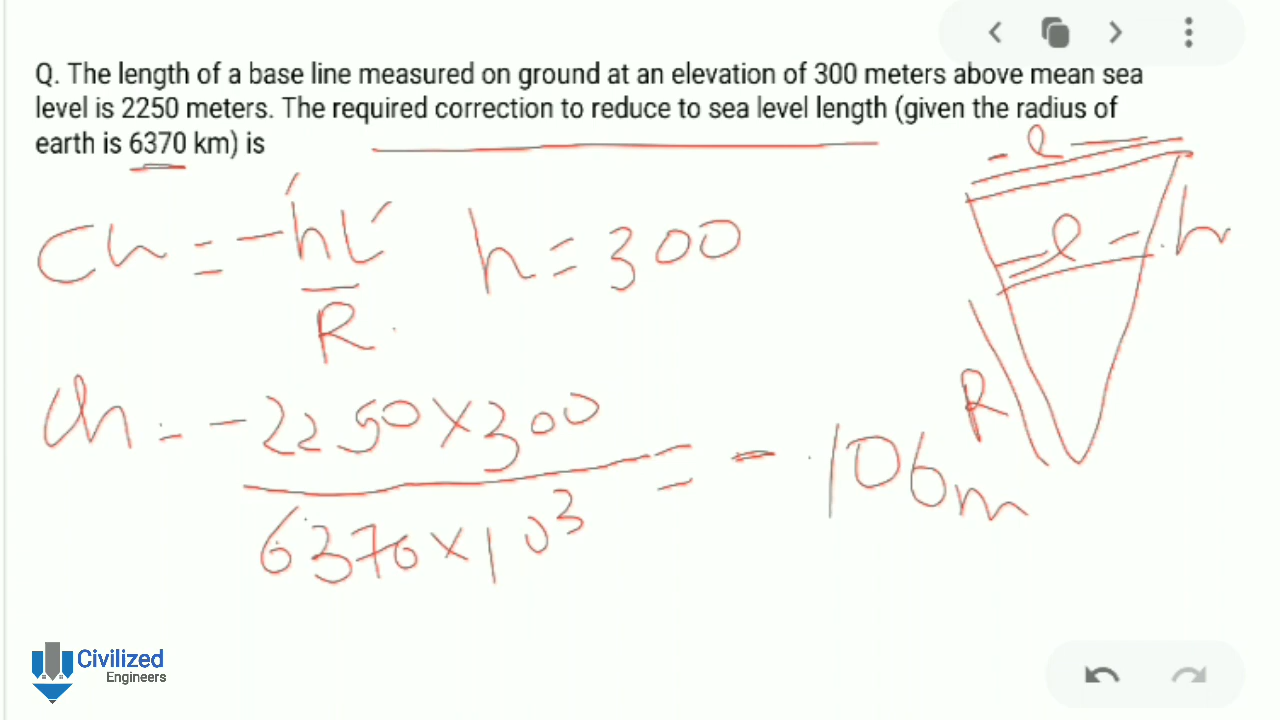 Q. The length of a base line measured on ground at an elevation of 300 meters above mean sea
level is 2250 meters. The required correction to reduce to sea level length (given the radius of
earth is 6370 km) is
l
Ch = -hL/R h = 300
l h
R
Ch = -2250×300/6370×10³ = -.106m
Civilized
Engineers